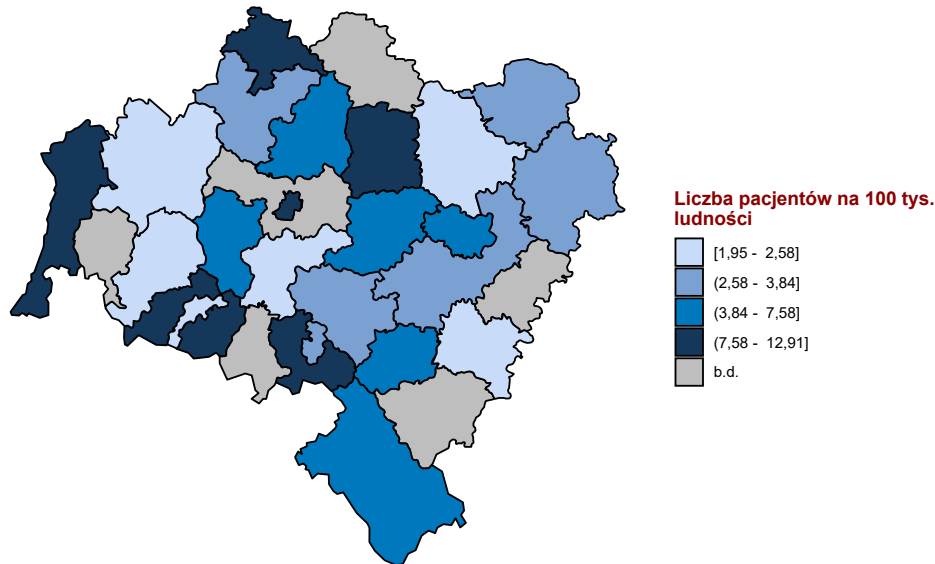 Liczba pacjentów na 100 tys.
ludności
[1,95 - 2,58]
(2,58 - 3,84]
(3,84 - 7,58]
(7,58 - 12,91]
b.d.